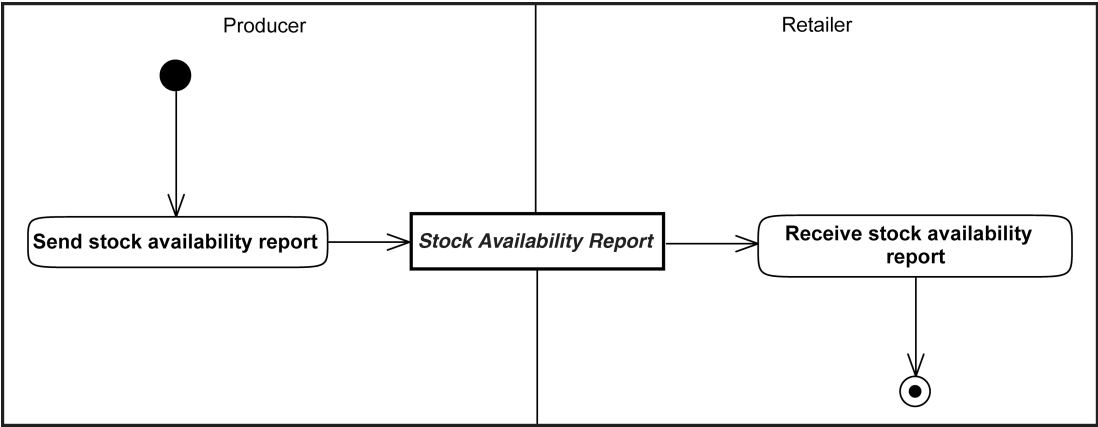 Producer
Retailer
Send stock availability report
Stock Availability Report
Receive stock availability
report